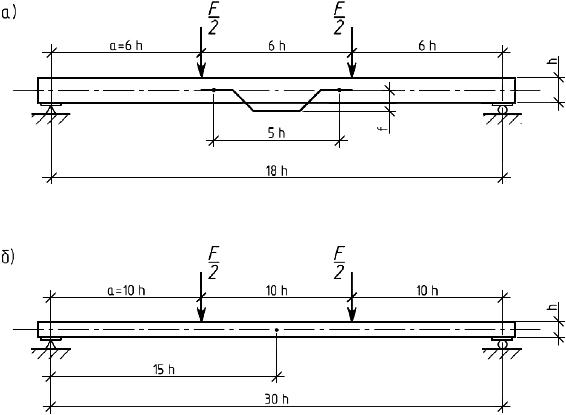 а)
F/2 F/2
a=6 h 6 h 6 h
h
f
5 h
18 h
б)
F/2 F/2
a=10 h 10 h 10 h
h
15 h
30 h